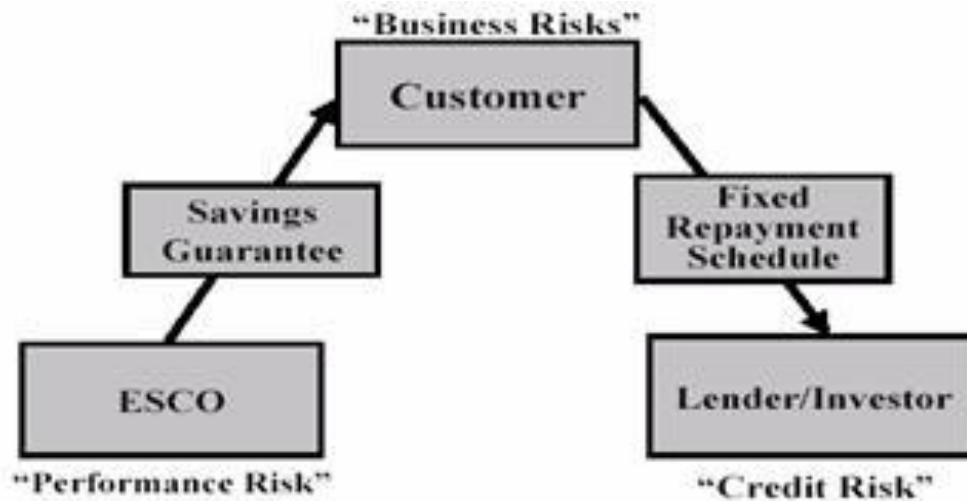 “Business Risks”
Customer
Savings
Guarantee
Fixed
Repayment
Schedule
ESCO
Lender/Investor
“Performance Risk”
“Credit Risk”